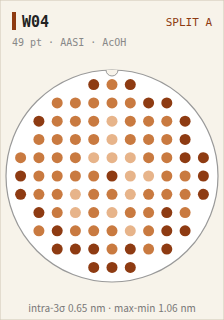 W04 SPLIT A
49 pt · AASI · AcOH
intra-3σ 0.65 nm · max-min 1.06 nm